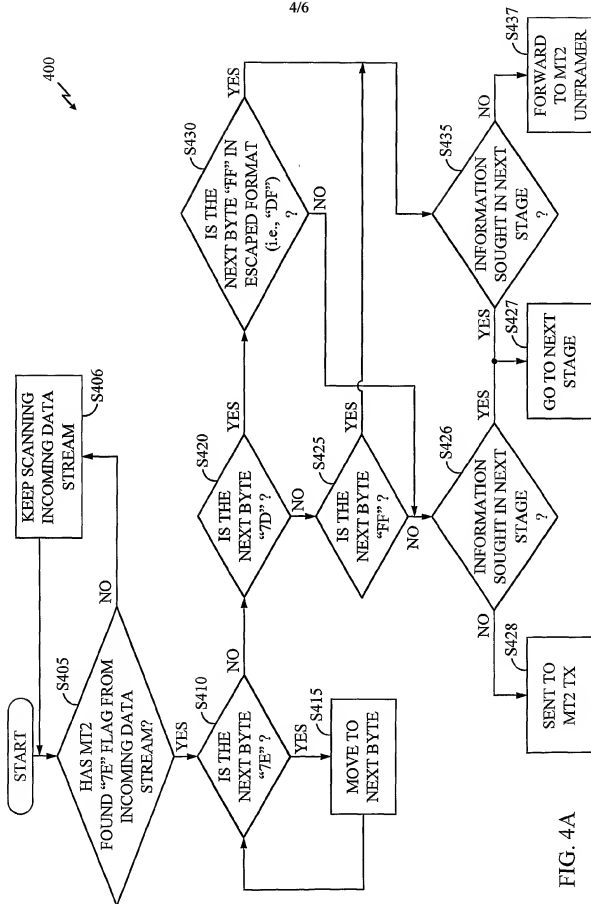 4/6
400
START
KEEP SCANNING
INCOMING DATA
STREAM
S406
S405
HAS MT2
FOUND "7E" FLAG FROM
INCOMING DATA
STREAM?
NO
YES
S410
IS THE
NEXT BYTE
"7E" ?
NO
YES
S415
MOVE TO
NEXT BYTE
S420
IS THE
NEXT BYTE
"7D" ?
YES
NO
S425
IS THE
NEXT BYTE
"FF" ?
YES
NO
S430
IS THE
NEXT BYTE "FF" IN
ESCAPED FORMAT
(i.e., "DF")
?
YES
NO
S426
INFORMATION
SOUGHT IN NEXT
STAGE
?
NO
YES
S428
SENT TO
MT2 TX
S427
GO TO NEXT
STAGE
S435
INFORMATION
SOUGHT IN NEXT
STAGE
?
YES
NO
S437
FORWARD
TO MT2
UNFRAMER
FIG. 4A